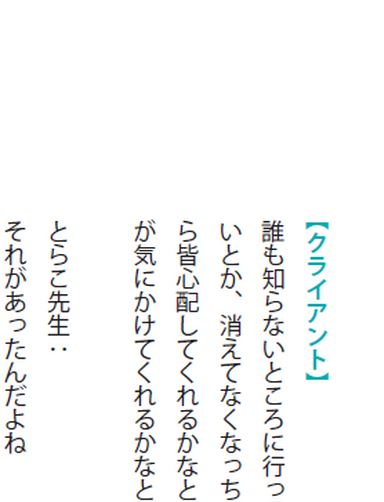 【クライアント】
誰も知らないところに行っ
いとか、消えてなくなっち
ら皆心配してくれるかなと
が気にかけてくれるかなと
とらこ先生：
それがあったんだよね